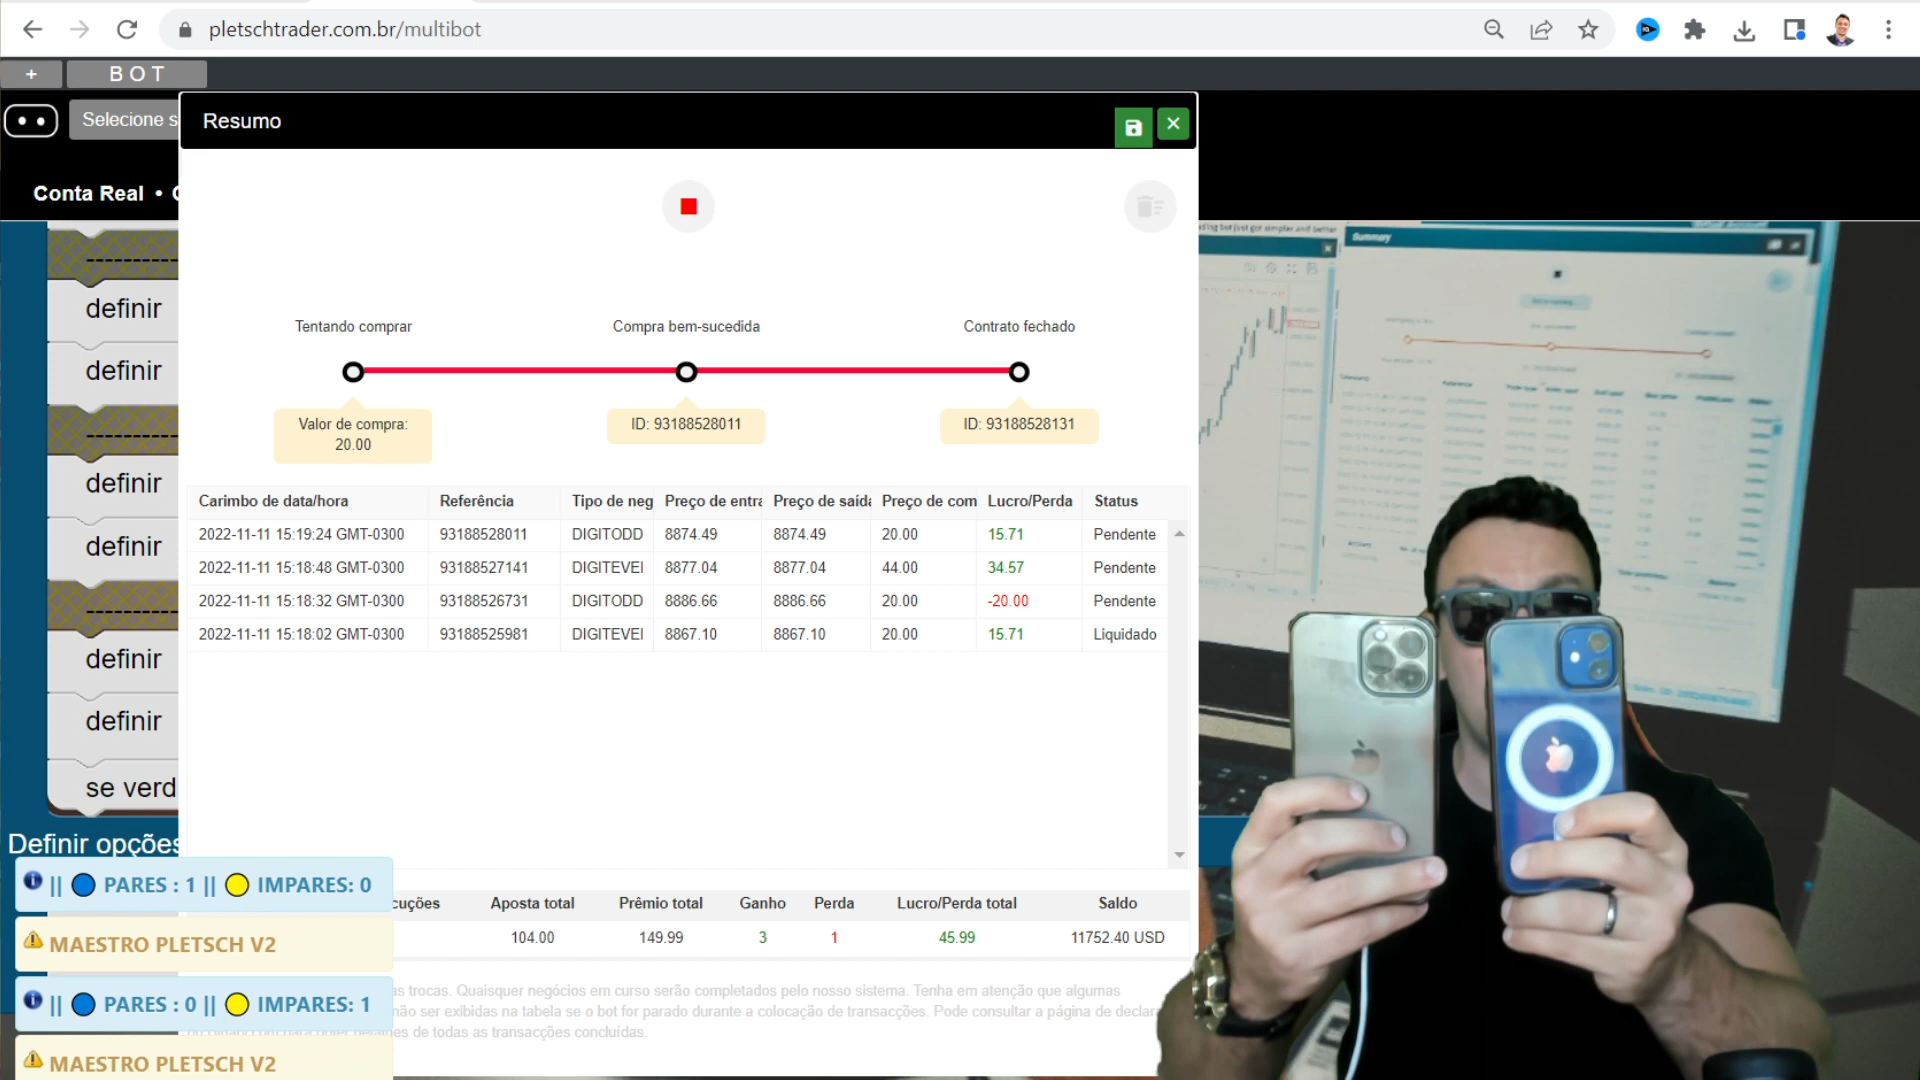 pletschtrader.com.br/multibot
+
BOT
Selecione s
Resumo
Conta Real •
Tentando comprar
Compra bem-sucedida
Contrato fechado
Valor de compra:
20.00
ID: 93188528011
ID: 93188528131
definir
definir
definir
definir
definir
definir
se verd
Definir opções
Carimbo de data/hora Referência Tipo de neg Preço de entra Preço de saída Preço de com Lucro/Perda Status
2022-11-11 15:19:24 GMT-0300 93188528011 DIGITODD 8874.49 8874.49 20.00 15.71 Pendente
2022-11-11 15:18:48 GMT-0300 93188527141 DIGITEVEI 8877.04 8877.04 44.00 34.57 Pendente
2022-11-11 15:18:32 GMT-0300 93188526731 DIGITODD 8886.66 8886.66 20.00 -20.00 Pendente
2022-11-11 15:18:02 GMT-0300 93188525981 DIGITEVEI 8867.10 8867.10 20.00 15.71 Liquidado
cuções Aposta total Prêmio total Ganho Perda Lucro/Perda total Saldo
104.00 149.99 3 1 45.99 11752.40 USD
|| PARES : 1 || IMPARES: 0
MAESTRO PLETSCH V2
|| PARES : 0 || IMPARES: 1
MAESTRO PLETSCH V2
as trocas. Quaisquer negócios em curso serão completados pelo nosso sistema. Tenha em atenção que algumas
não ser exibidas na tabela se o bot for parado durante a colocação de transacções. Pode consultar a página de declara
de todas as transacções concluídas.
ding bot just got simpler and better
Summary